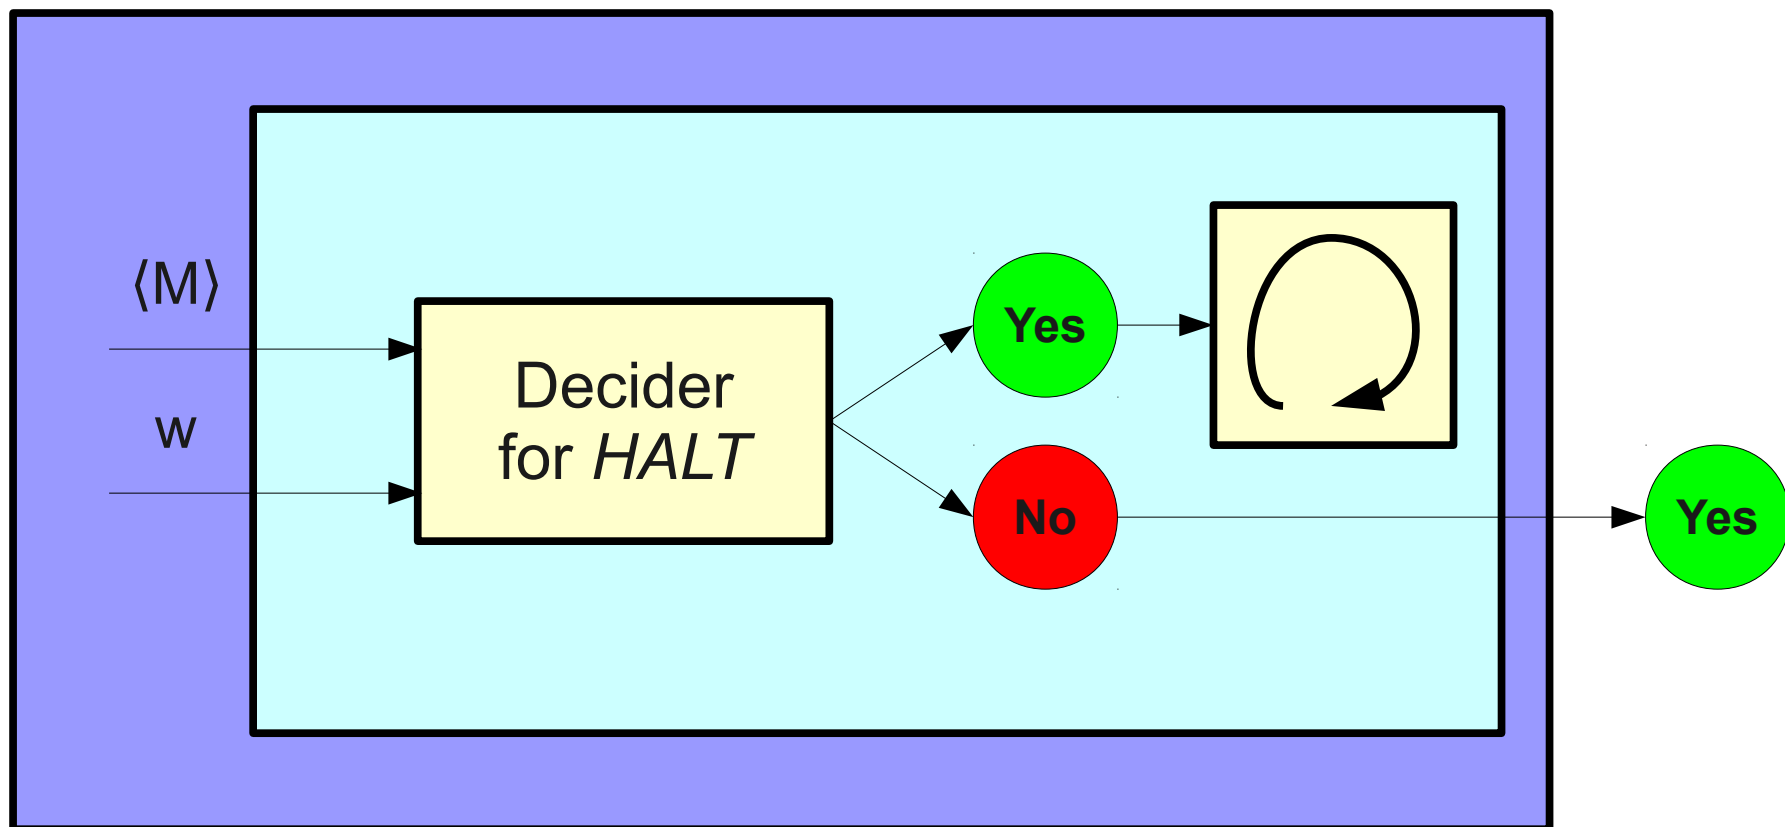 ⟨M⟩
w
Decider
for HALT
Yes
No
Yes